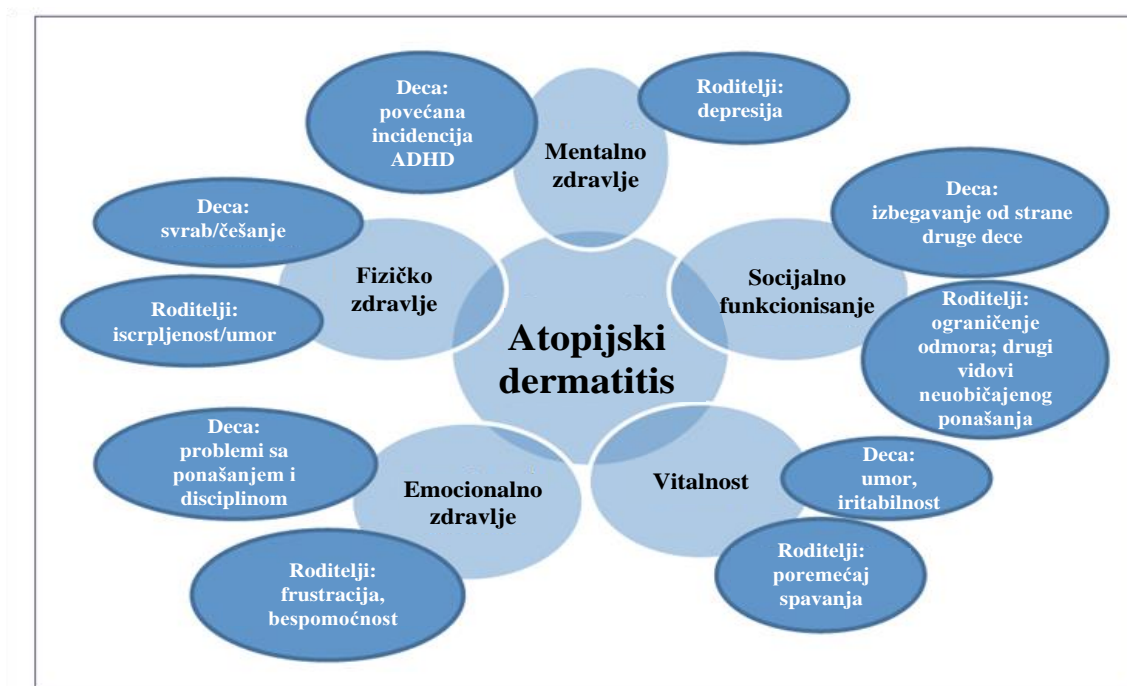 Deca:
povećana
incidencija
ADHD
Mentalno
zdravlje
Roditelji:
depresija
Deca:
svrab/češanje
Fizičko
zdravlje
Roditelji:
iscrpljenost/umor
Deca:
izbegavanje od strane
druge dece
Socijalno
funkcionisanje
Roditelji:
ograničenje
odmora; drugi
vidovi
neuobičajenog
ponašanja
Atopijski
dermatitis
Deca:
problemi sa
ponašanjem i
disciplinom
Emocionalno
zdravlje
Roditelji:
frustracija,
bespomoćnost
Vitalnost
Deca:
umor,
iritabilnost
Roditelji:
poremećaj
spavanja